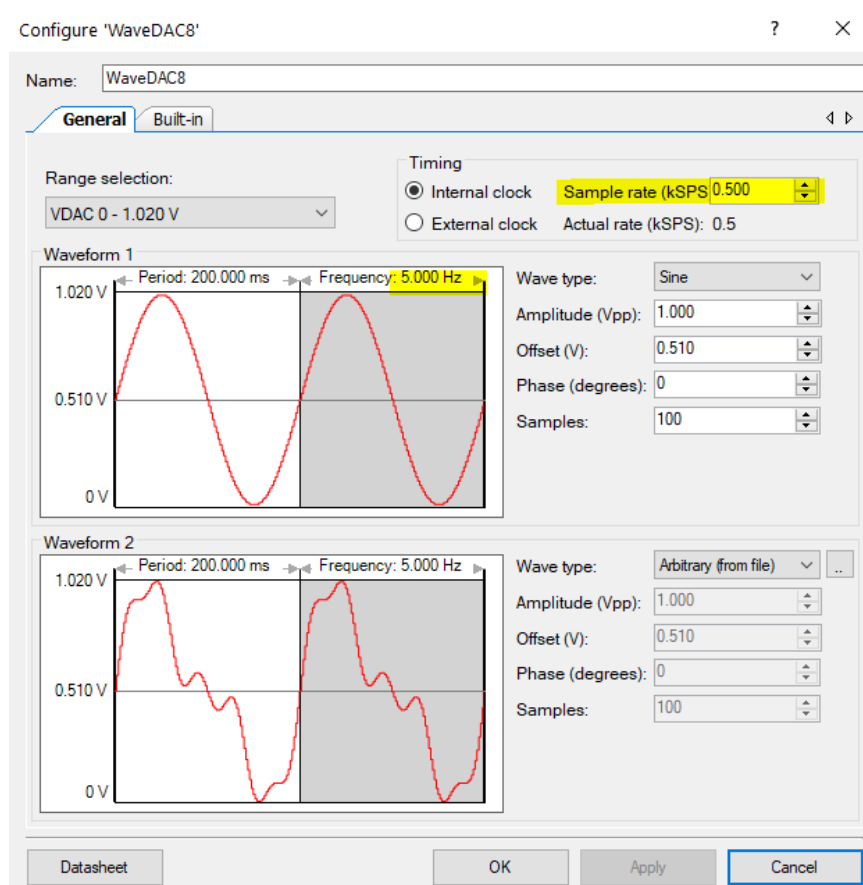 Configure 'WaveDAC8' ? ×
Name: WaveDAC8
General Built-in
Range selection:
VDAC 0 - 1.020 V
Timing
Internal clock Sample rate (kSPS 0.500
External clock Actual rate (kSPS): 0.5
Waveform 1
Period: 200.000 ms Frequency: 5.000 Hz
1.020 V
0.510 V
0 V
Wave type: Sine
Amplitude (Vpp): 1.000
Offset (V): 0.510
Phase (degrees): 0
Samples: 100
Waveform 2
Period: 200.000 ms Frequency: 5.000 Hz
1.020 V
0.510 V
0 V
Wave type: Arbitrary (from file) ..
Amplitude (Vpp): 1.000
Offset (V): 0.510
Phase (degrees): 0
Samples: 100
Datasheet OK Apply Cancel